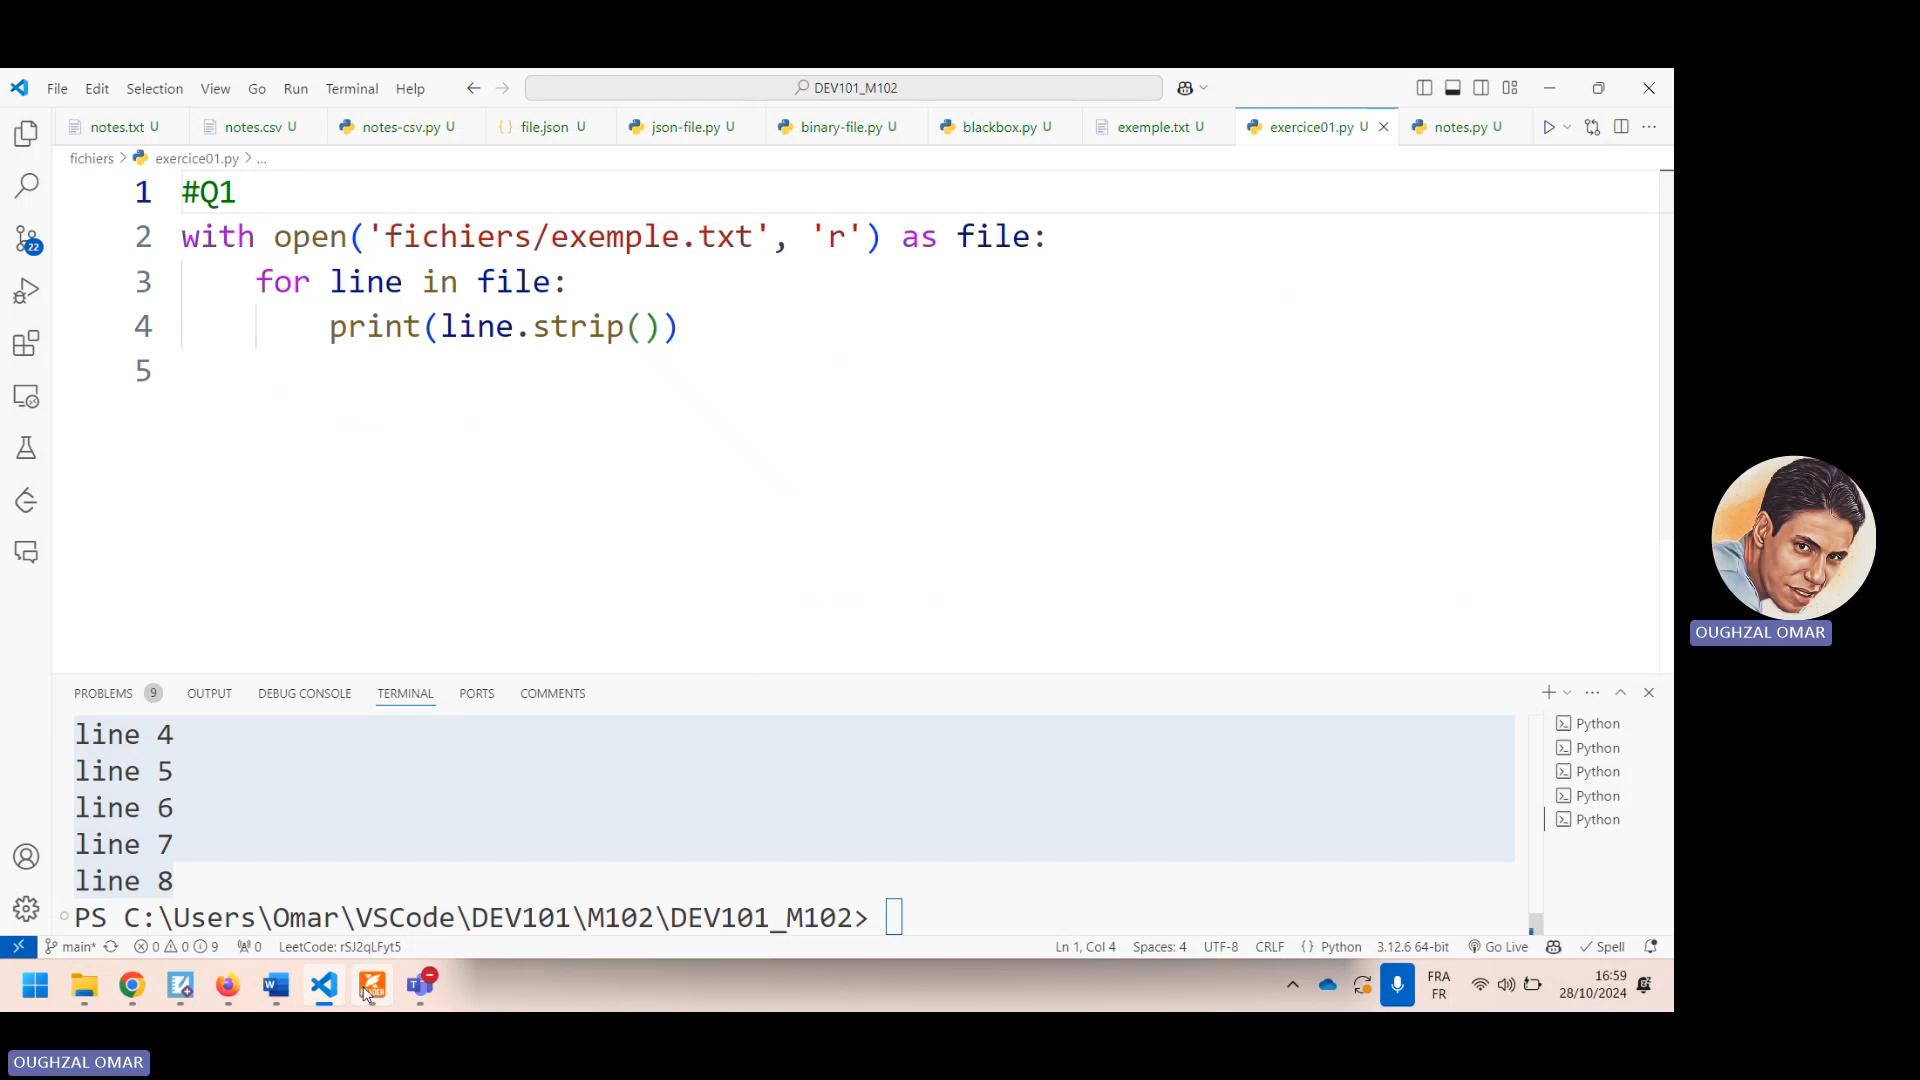 File Edit Selection View Go Run Terminal Help
DEV101_M102
notes.txt U notes.csv U notes-csv.py U {} file.json U json-file.py U binary-file.py U blackbox.py U exemple.txt U exercice01.py U notes.py U
fichiers > exercice01.py > ...
1 #Q1
2 with open('fichiers/exemple.txt', 'r') as file:
3 for line in file:
4 print(line.strip())
5
22
PROBLEMS 9 OUTPUT DEBUG CONSOLE TERMINAL PORTS COMMENTS
line 4
line 5
line 6
line 7
line 8
PS C:\Users\Omar\VSCode\DEV101\M102\DEV101_M102>
Python
Python
Python
Python
Python
main* 0 0 9 0 LeetCode: rSJ2qLFyt5 Ln 1, Col 4 Spaces: 4 UTF-8 CRLF {} Python 3.12.6 64-bit Go Live Spell
FRA
FR
16:59
28/10/2024
OUGHZAL OMAR
OUGHZAL OMAR